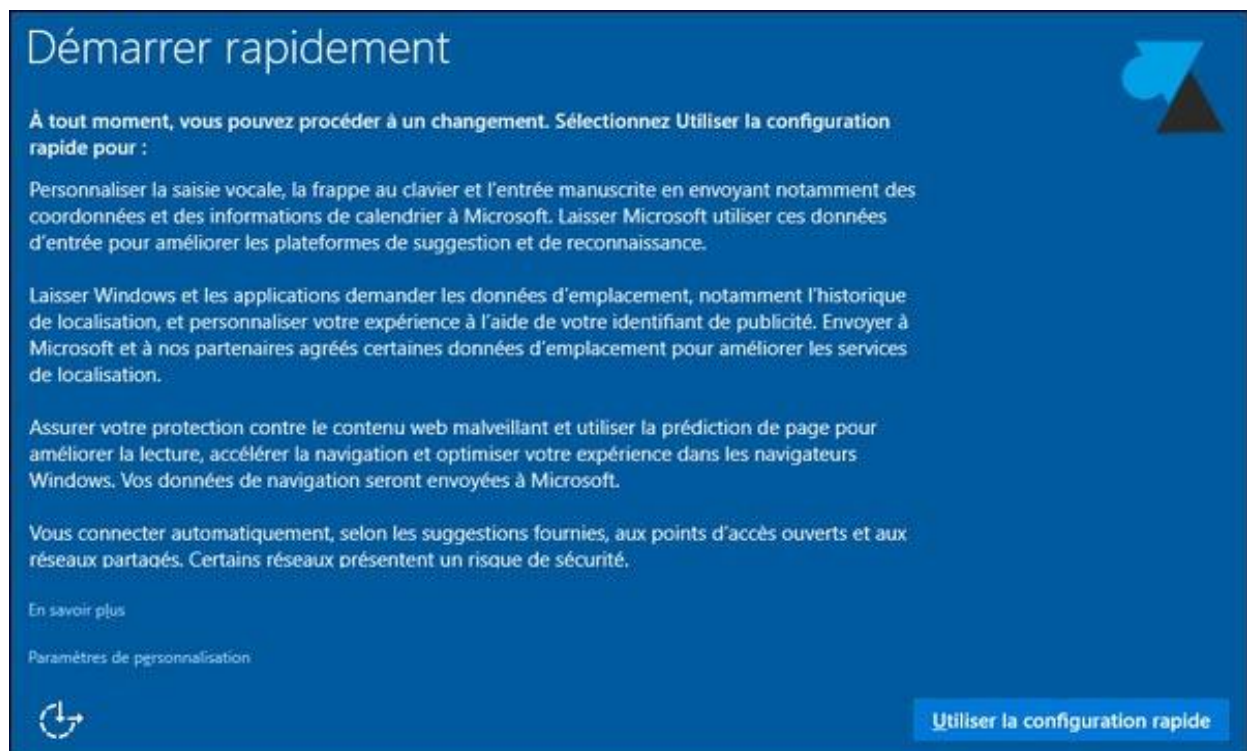 Démarrer rapidement
À tout moment, vous pouvez procéder à un changement. Sélectionnez Utiliser la configuration
rapide pour :
Personnaliser la saisie vocale, la frappe au clavier et l'entrée manuscrite en envoyant notamment des
coordonnées et des informations de calendrier à Microsoft. Laisser Microsoft utiliser ces données
d'entrée pour améliorer les plateformes de suggestion et de reconnaissance.
Laisser Windows et les applications demander les données d'emplacement, notamment l'historique
de localisation, et personnaliser votre expérience à l'aide de votre identifiant de publicité. Envoyer à
Microsoft et à nos partenaires agréés certaines données d'emplacement pour améliorer les services
de localisation.
Assurer votre protection contre le contenu web malveillant et utiliser la prédiction de page pour
améliorer la lecture, accélérer la navigation et optimiser votre expérience dans les navigateurs
Windows. Vos données de navigation seront envoyées à Microsoft.
Vous connecter automatiquement, selon les suggestions fournies, aux points d'accès ouverts et aux
réseaux partagés. Certains réseaux présentent un risque de sécurité.
En savoir plus
Paramètres de personnalisation
Utiliser la configuration rapide